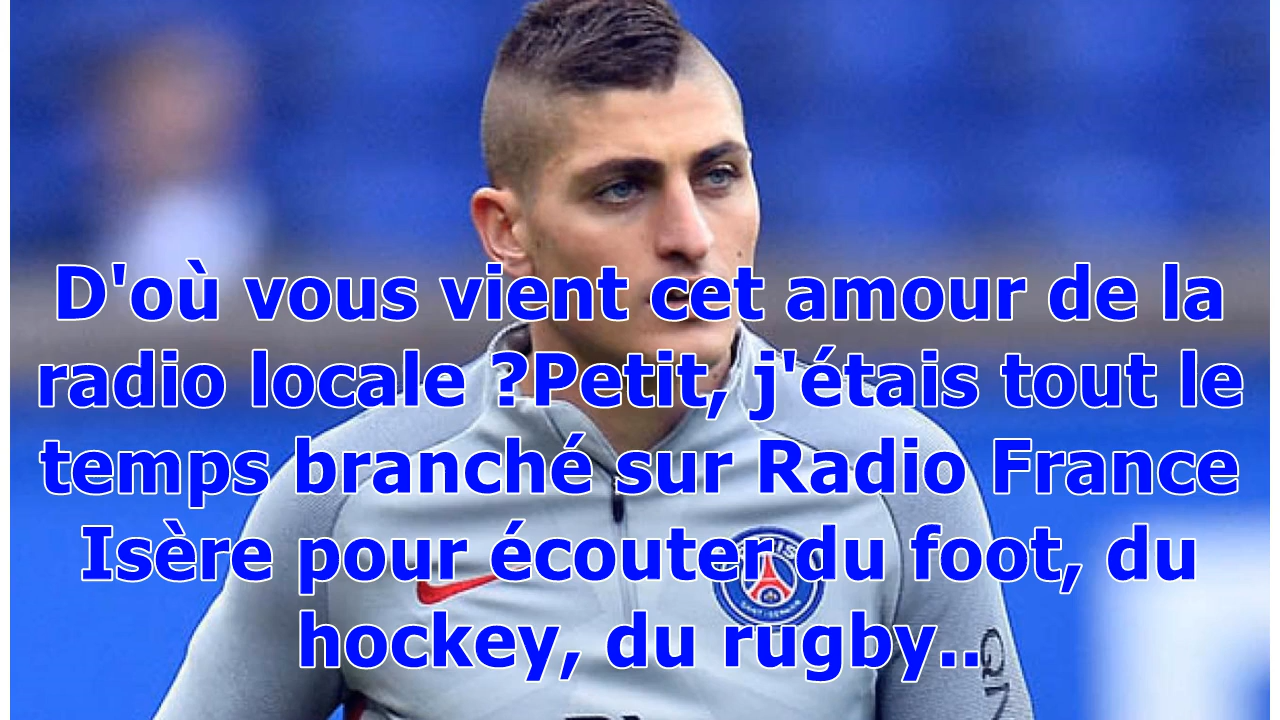 D'où vous vient cet amour de la
radio locale ?Petit, j'étais tout le
temps branché sur Radio France
Isère pour écouter du foot, du
hockey, du rugby..